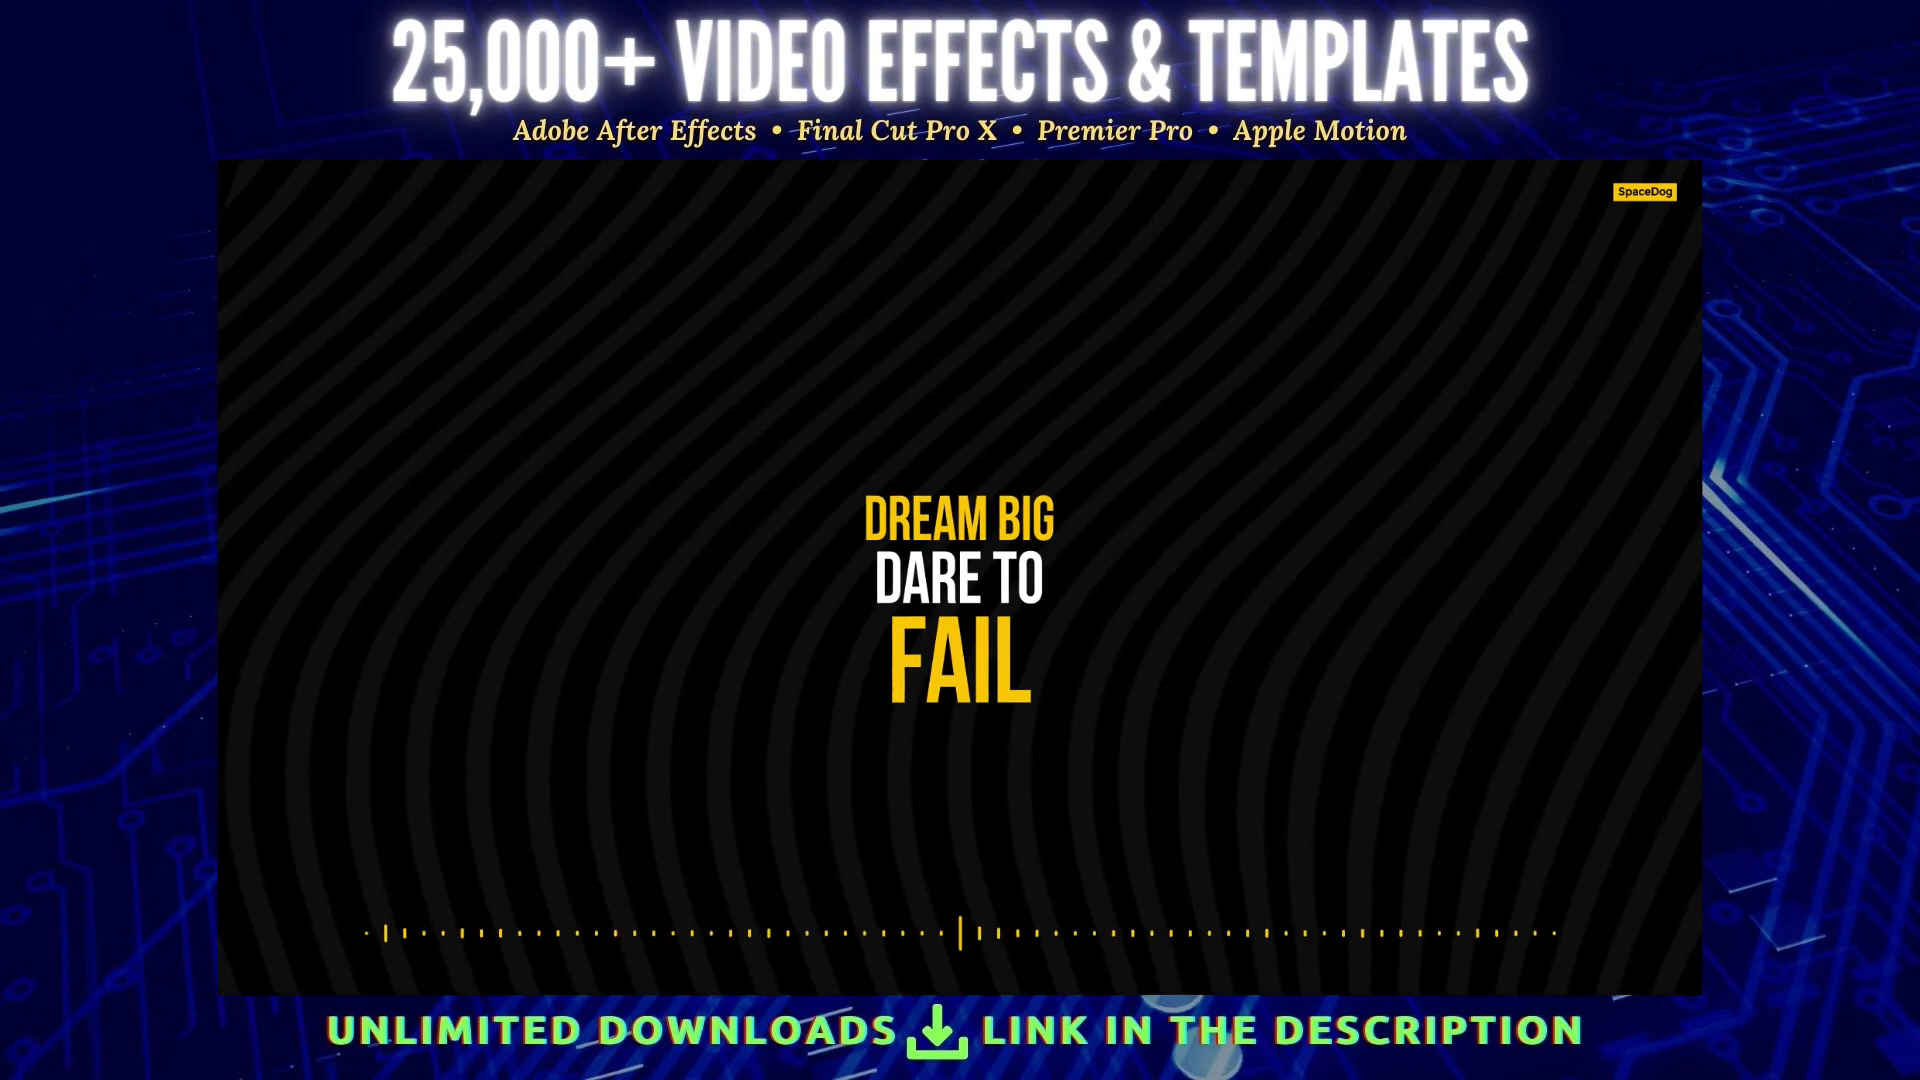 25,000+ VIDEO EFFECTS & TEMPLATES
Adobe After Effects • Final Cut Pro X • Premier Pro • Apple Motion
SpaceDog
DREAM BIG
DARE TO
FAIL
UNLIMITED DOWNLOADS LINK IN THE DESCRIPTION